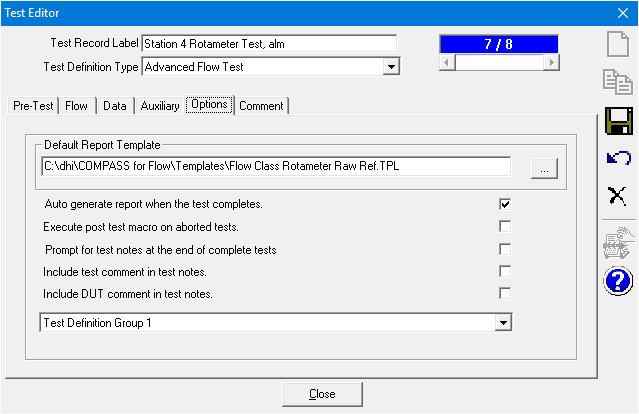 Test Editor
Test Record Label Station 4 Rotameter Test, alm
7 / 8
Test Definition Type Advanced Flow Test
Pre-Test Flow Data Auxiliary Options Comment
Default Report Template
C:\dhi\COMPASS for Flow\Templates\Flow Class Rotameter Raw Ref.TPL
...
Auto generate report when the test completes.
Execute post test macro on aborted tests.
Prompt for test notes at the end of complete tests
Include test comment in test notes.
Include DUT comment in test notes.
Test Definition Group 1
Close